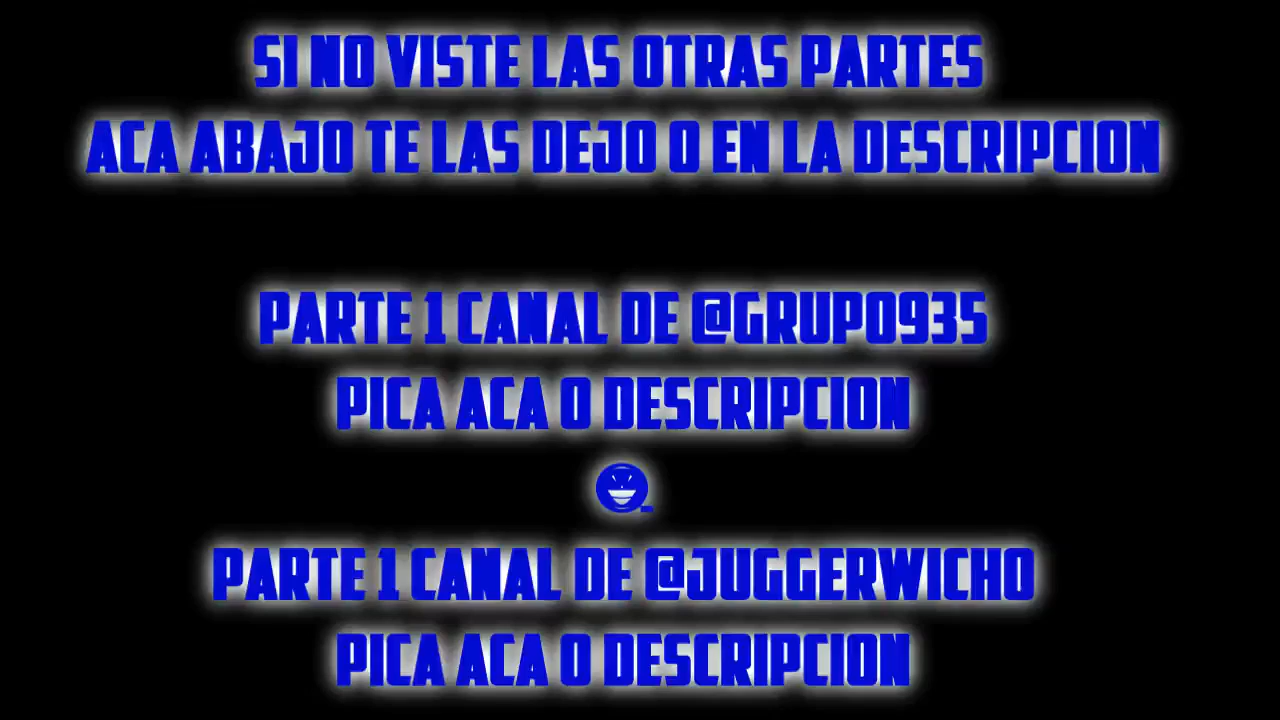 SI NO VISTE LAS OTRAS PARTES
ACA ABAJO TE LAS DEJO O EN LA DESCRIPCION
PARTE 1 CANAL DE @GRUPO935
PICA ACA O DESCRIPCION
PARTE 1 CANAL DE @JUGGERWICHO
PICA ACA O DESCRIPCION